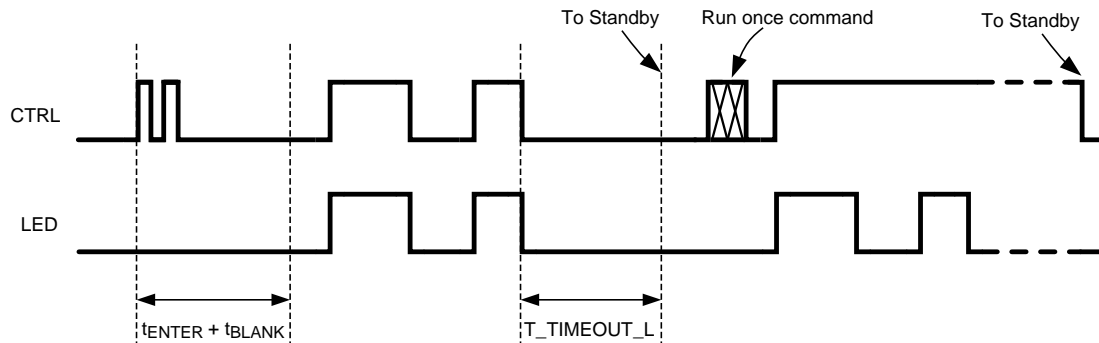 To Standby
Run once command
To Standby
CTRL
LED
tENTER + tBLANK
T_TIMEOUT_L